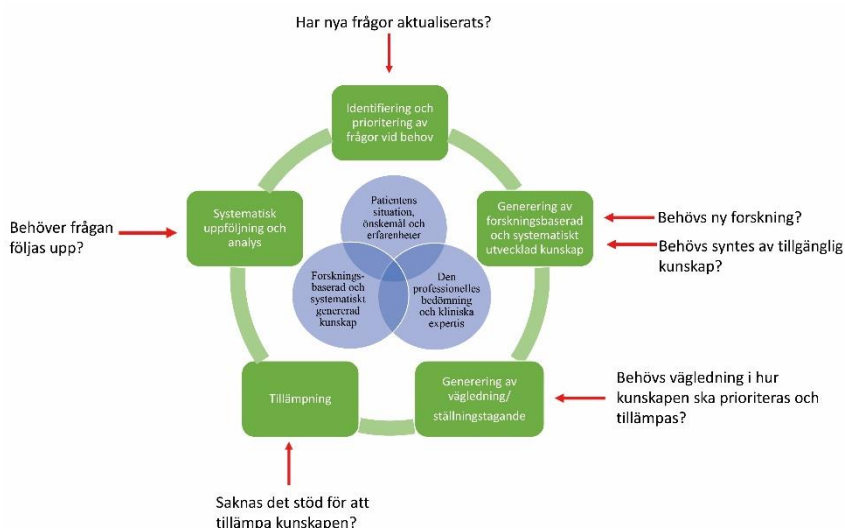 Har nya frågor aktualiserats?
Identifiering och
prioritering av
frågor vid behov
Systematisk
uppföljning och
analys
Behöver frågan
följas upp?
Patientens
situation,
önskemål och
erfarenheter
Generering av
forskningsbaserad
och systematiskt
utvecklad kunskap
Behövs ny forskning?
Behövs syntes av tillgänglig
kunskap?
Forsknings-
baserad och
systematiskt
genererad
kunskap
Den
professionelles
bedömning
och kliniska
expertis
Tillämpning
Generering av
vägledning/
ställningstagande
Behövs vägledning i hur
kunskapen ska prioriteras och
tillämpas?
Saknas det stöd för att
tillämpa kunskapen?